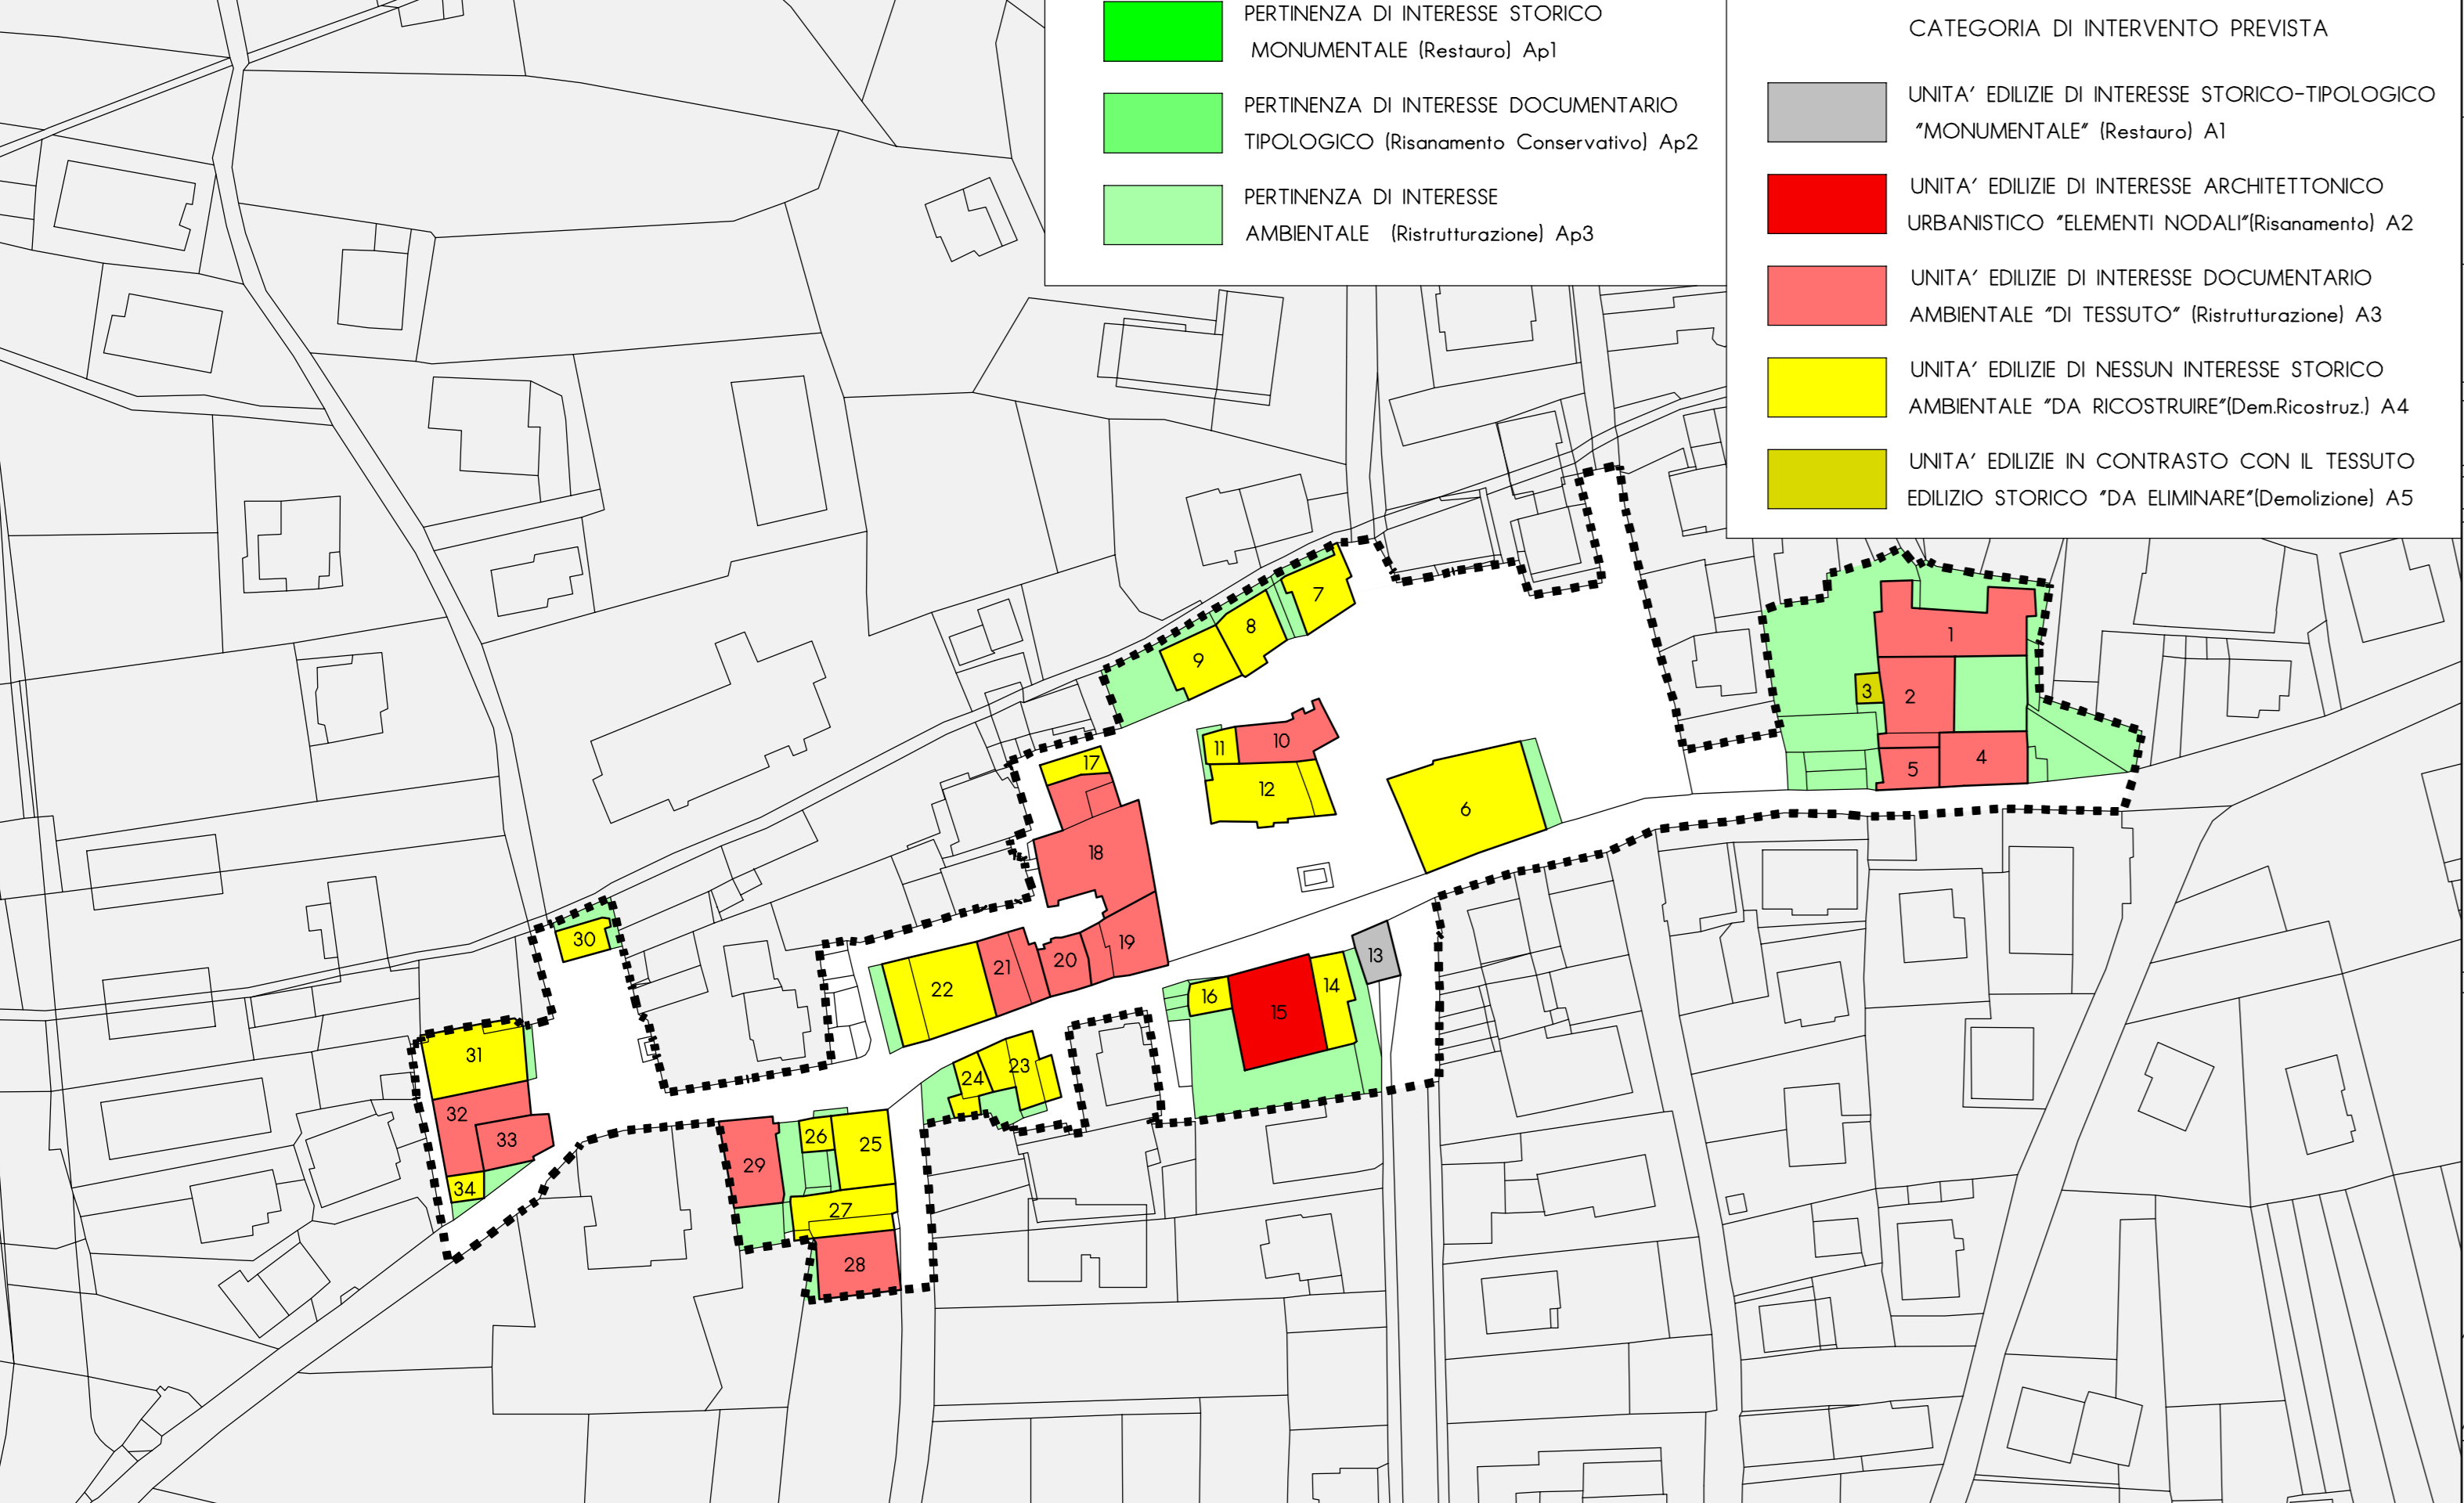 PERTINENZA DI INTERESSE STORICO
MONUMENTALE (Restauro) Ap1
PERTINENZA DI INTERESSE DOCUMENTARIO
TIPOLOGICO (Risanamento Conservativo) Ap2
PERTINENZA DI INTERESSE
AMBIENTALE (Ristrutturazione) Ap3
CATEGORIA DI INTERVENTO PREVISTA
UNITA' EDILIZIE DI INTERESSE STORICO-TIPOLOGICO
"MONUMENTALE" (Restauro) A1
UNITA' EDILIZIE DI INTERESSE ARCHITETTONICO
URBANISTICO "ELEMENTI NODALI"(Risanamento) A2
UNITA' EDILIZIE DI INTERESSE DOCUMENTARIO
AMBIENTALE "DI TESSUTO" (Ristrutturazione) A3
UNITA' EDILIZIE DI NESSUN INTERESSE STORICO
AMBIENTALE "DA RICOSTRUIRE"(Dem.Ricostruz.) A4
UNITA' EDILIZIE IN CONTRASTO CON IL TESSUTO
EDILIZIO STORICO "DA ELIMINARE"(Demolizione) A5
7
8
9
1
2
3
4
5
10
11
12
6
17
18
19
20
21
22
13
14
15
16
23
24
30
31
32
33
34
26
25
29
27
28